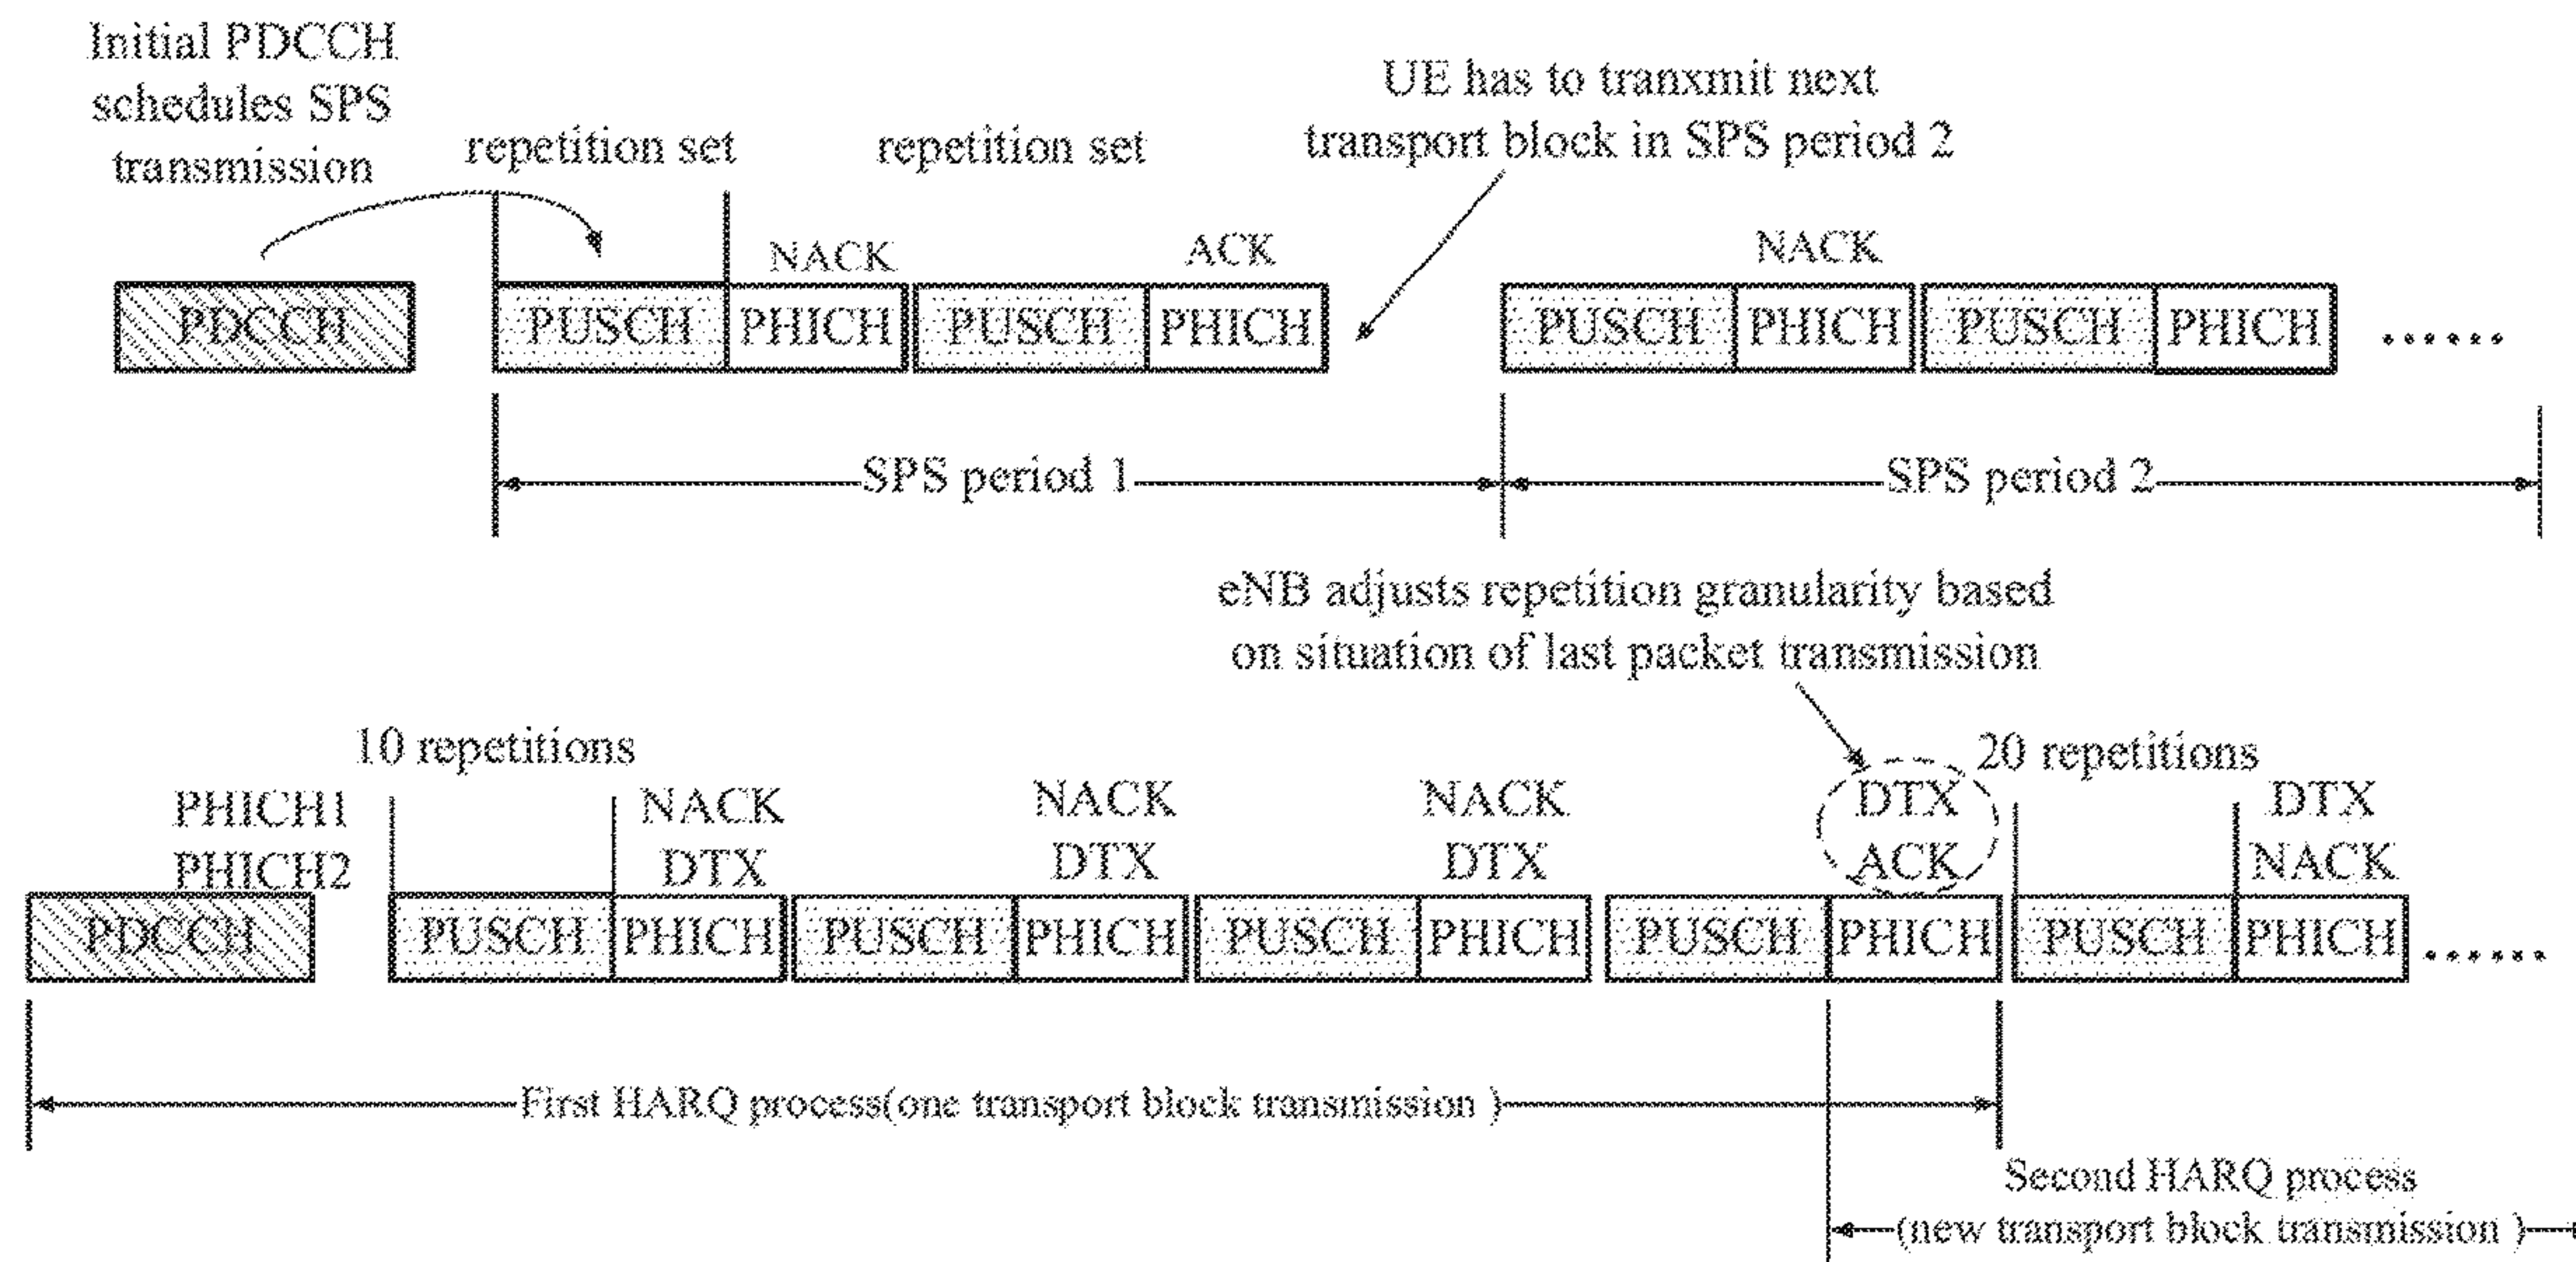 Initial PDCCH
schedules SPS
transmission
repetition set
repetition set
UE has to tranxmit next
transport block in SPS period 2
NACK
ACK
NACK
PDCCH
PUSCH
PHICH
PUSCH
PHICH
PUSCH
PHICH
PUSCH
PHICH
......
SPS period 1
SPS period 2
eNB adjusts repetition granularity based
on situation of last packet transmission
10 repetitions
20 repetitions
PHICH1
PHICH2
NACK
DTX
NACK
DTX
NACK
DTX
DTX
ACK
DTX
NACK
PDCCH
PUSCH
PHICH
PUSCH
PHICH
PUSCH
PHICH
PUSCH
PHICH
PUSCH
PHICH
......
First HARQ process(one transport block transmission )
Second HARQ process
(new transport block transmission )